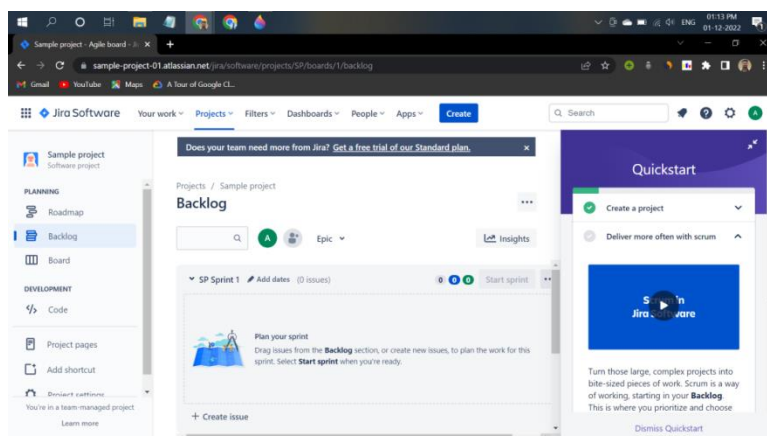 ENG
01:13 PM
01-12-2022
Sample project - Agile board - Ji
sample-project-01.atlassian.net/jira/software/projects/SP/boards/1/backlog
Gmail YouTube Maps A Tour of Google Cl...
Jira Software Your work Projects Filters Dashboards People Apps Create Search A
Sample project
Software project
PLANNING
Roadmap
Backlog
Board
DEVELOPMENT
Code
Project pages
Add shortcut
Project settings
You're in a team-managed project
Learn more
Does your team need more from Jira? Get a free trial of our Standard plan.
Projects / Sample project
Backlog
A Epic Insights
SP Sprint 1 Add dates (0 issues) 0 0 0 Start sprint
Plan your sprint
Drag issues from the Backlog section, or create new issues, to plan the work for this
sprint. Select Start sprint when you're ready.
+ Create issue
Quickstart
Create a project
Deliver more often with scrum
Scrum in
Jira Software
Turn those large, complex projects into
bite-sized pieces of work. Scrum is a way
of working, starting in your Backlog.
This is where you prioritize and choose
Dismiss Quickstart